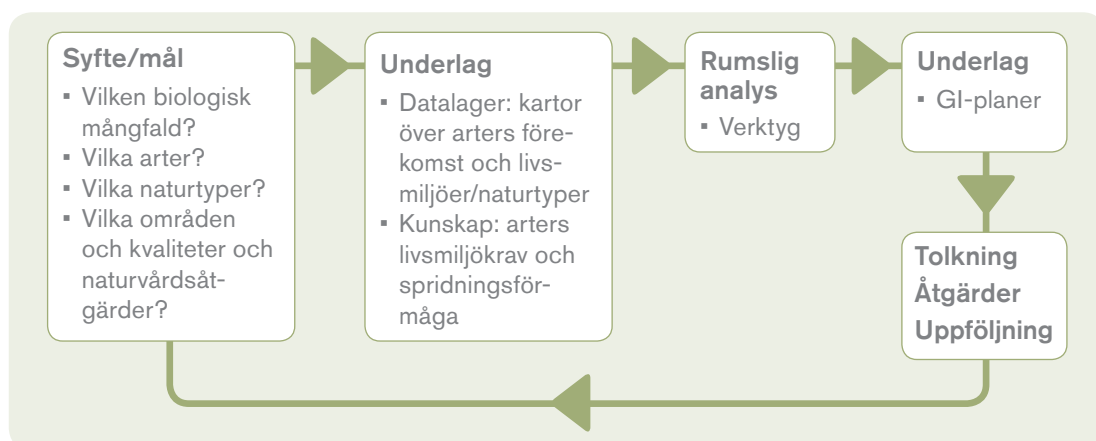 Syfte/mål
▪ Vilken biologisk
mångfald?
▪ Vilka arter?
▪ Vilka naturtyper?
▪ Vilka områden
och kvaliteter och
naturvårdsåt-
gärder?
Underlag
▪ Datalager: kartor
över arters före-
komst och livs-
miljöer/naturtyper
▪ Kunskap: arters
livsmiljökrav och
spridningsför-
måga
Rumslig
analys
▪ Verktyg
Underlag
▪ GI-planer
Tolkning
Åtgärder
Uppföljning